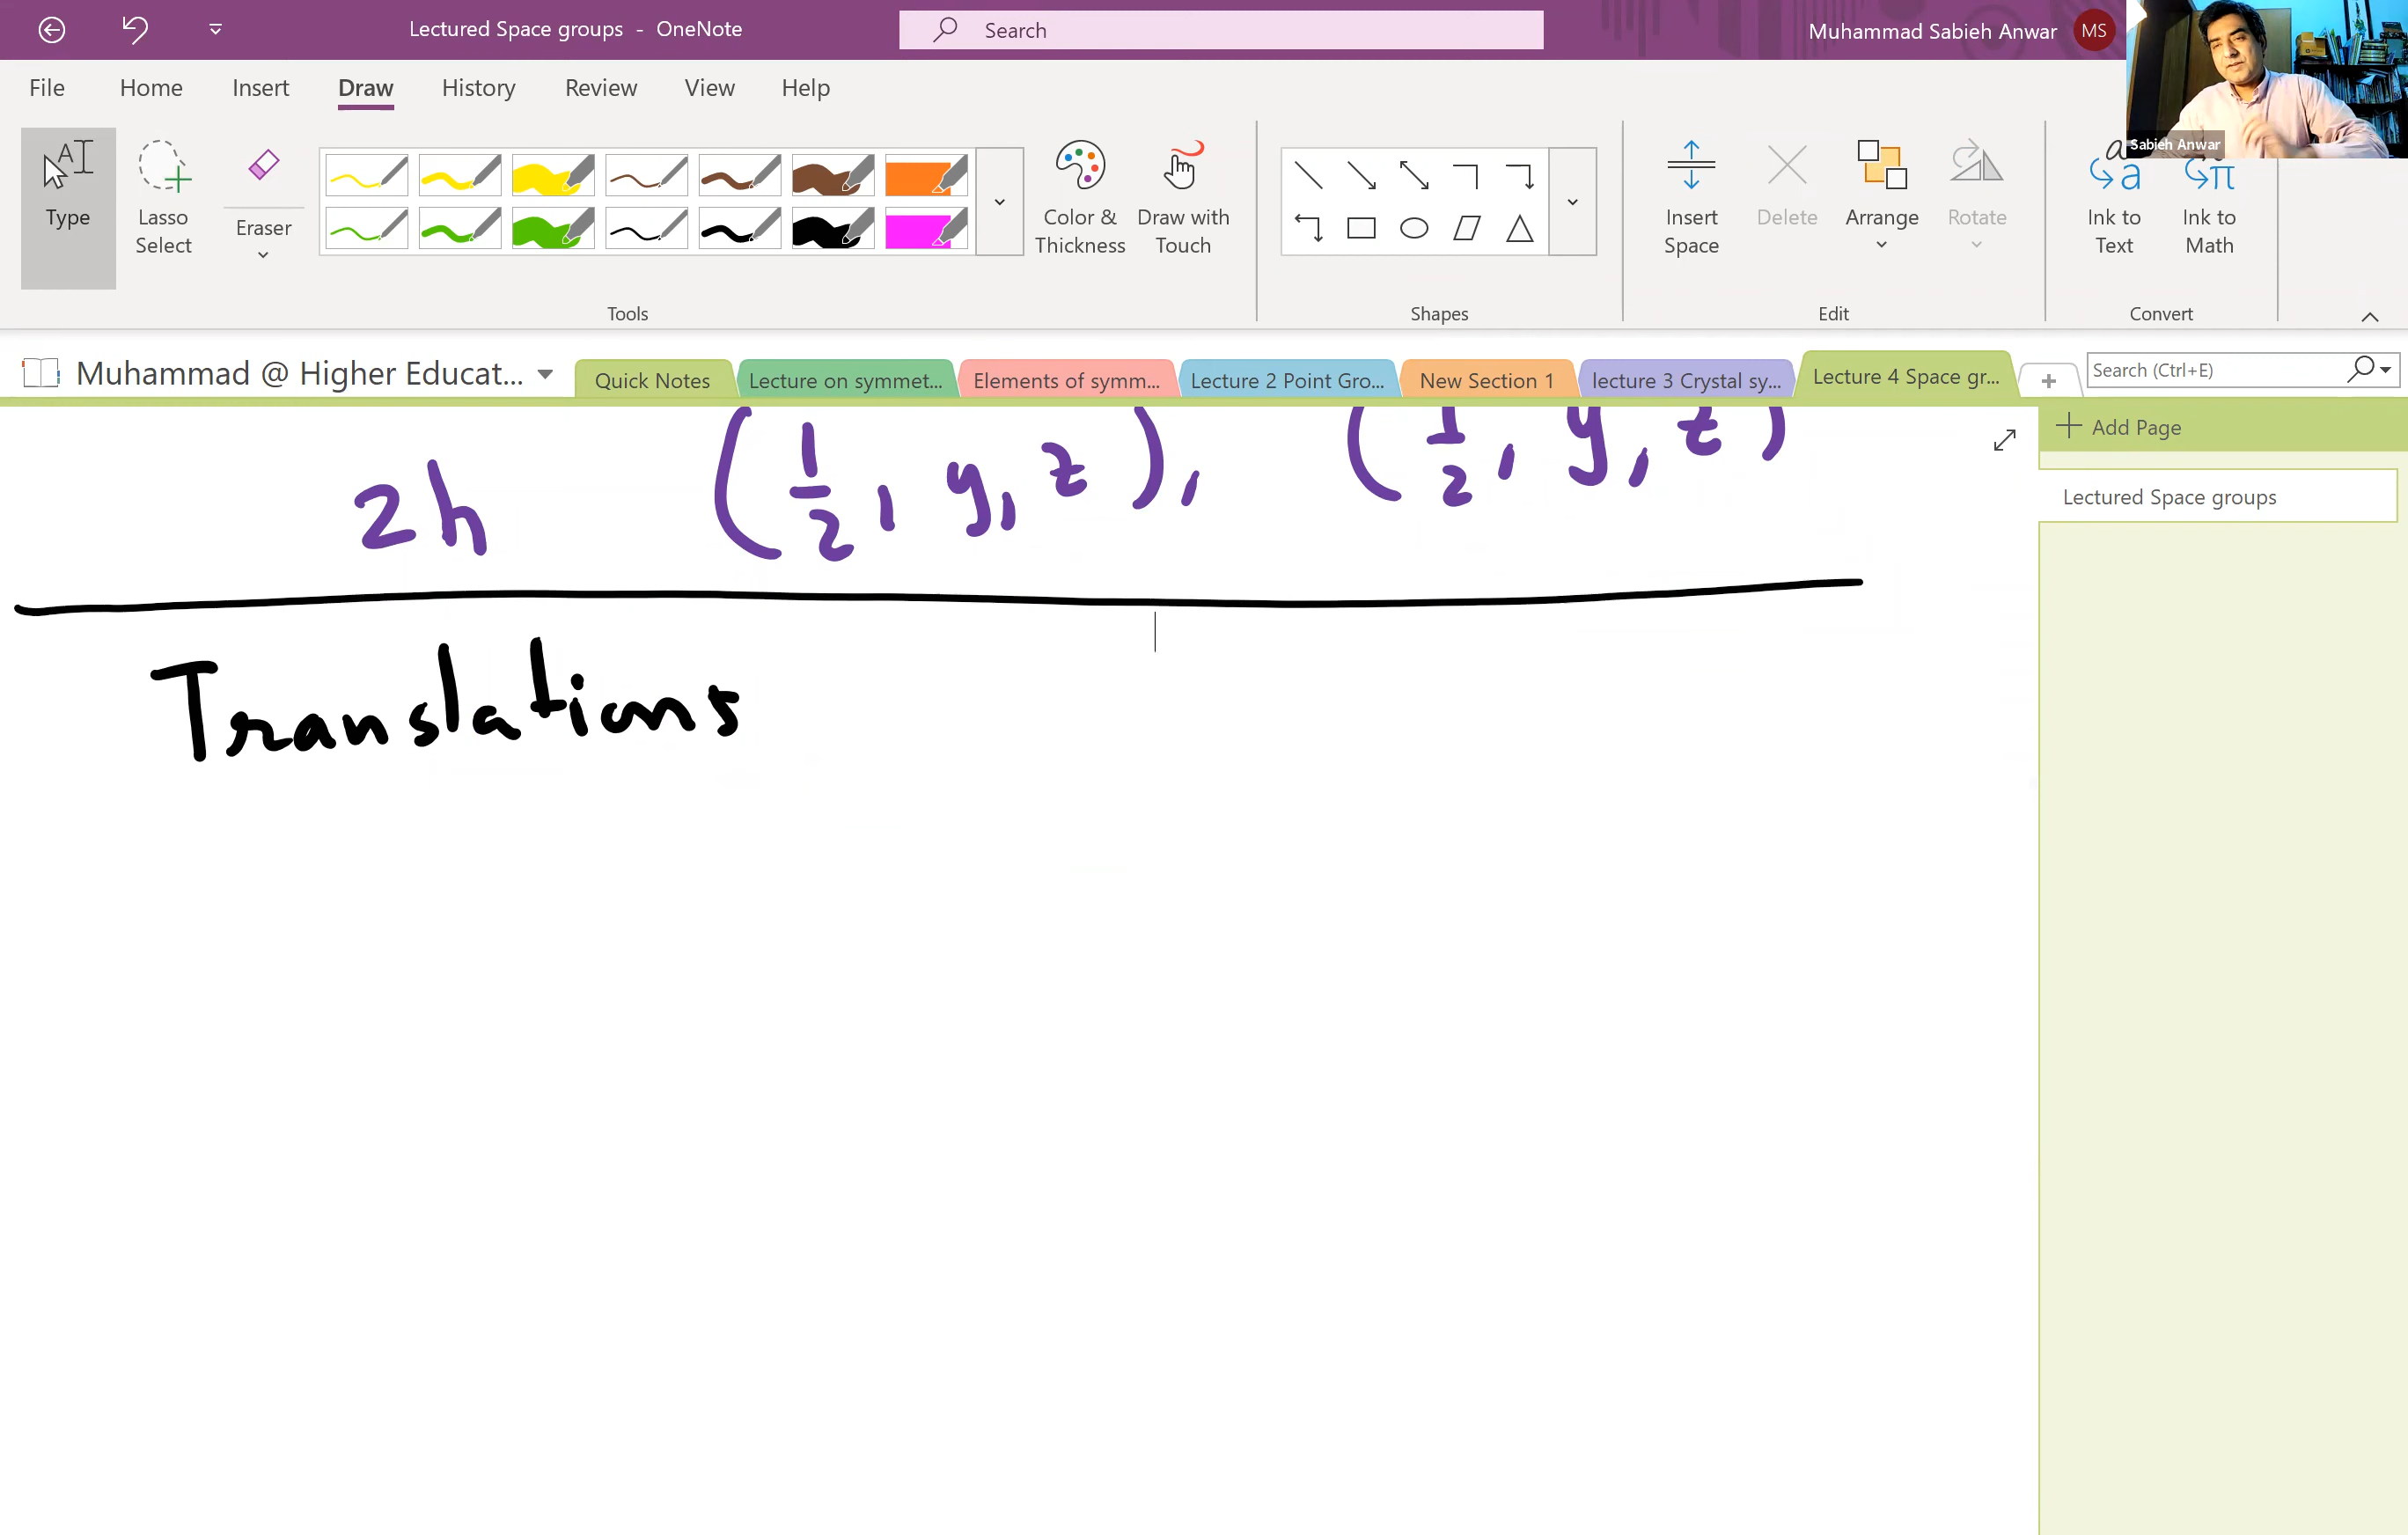 Lectured Space groups - OneNote
Search
Muhammad Sabieh Anwar MS
File Home Insert Draw History Review View Help
Sabieh Anwar
Type
Lasso Select
Eraser
Color & Thickness
Draw with Touch
Insert Space
Delete
Arrange
Rotate
Ink to Text
Ink to Math
Tools
Shapes
Edit
Convert
Muhammad @ Higher Educat...
Quick Notes
Lecture on symmet...
Elements of symm...
Lecture 2 Point Gro...
New Section 1
lecture 3 Crystal sy...
Lecture 4 Space gr...
Search (Ctrl+E)
Add Page
Lectured Space groups
2h (1/2, y, z), (1/2, y, z)
Translations